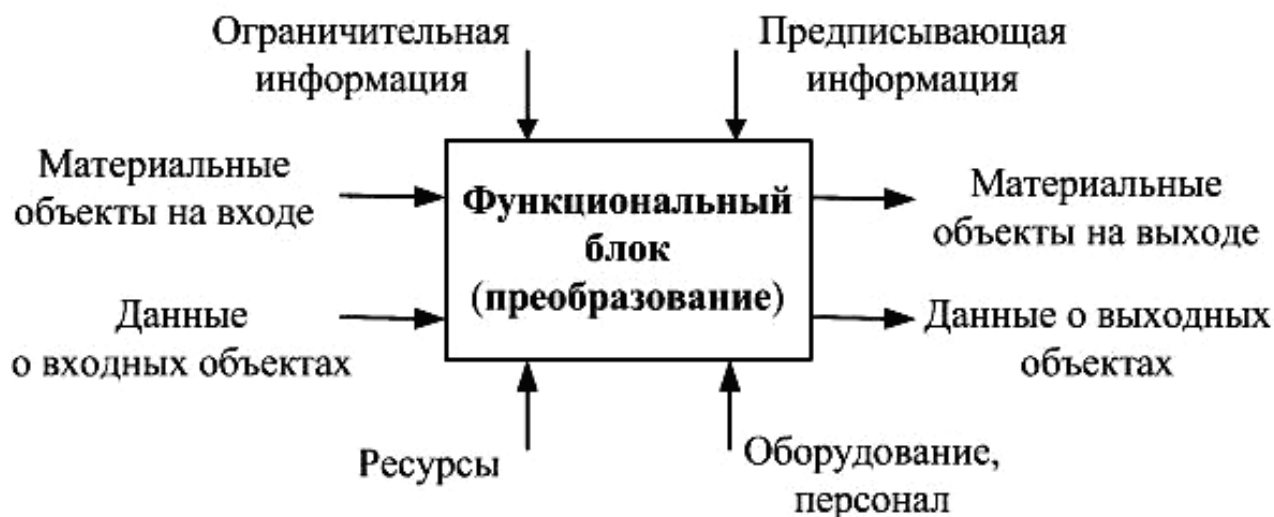 Ограничительная
информация
Предписывающая
информация
Материальные
объекты на входе
Функциональный
блок
(преобразование)
Материальные
объекты на выходе
Данные
о входных объектах
Данные о выходных
объектах
Ресурсы
Оборудование,
персонал